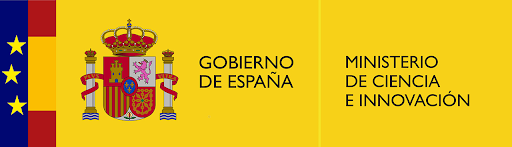 GOBIERNO
DE ESPAÑA
MINISTERIO
DE CIENCIA
E INNOVACIÓN